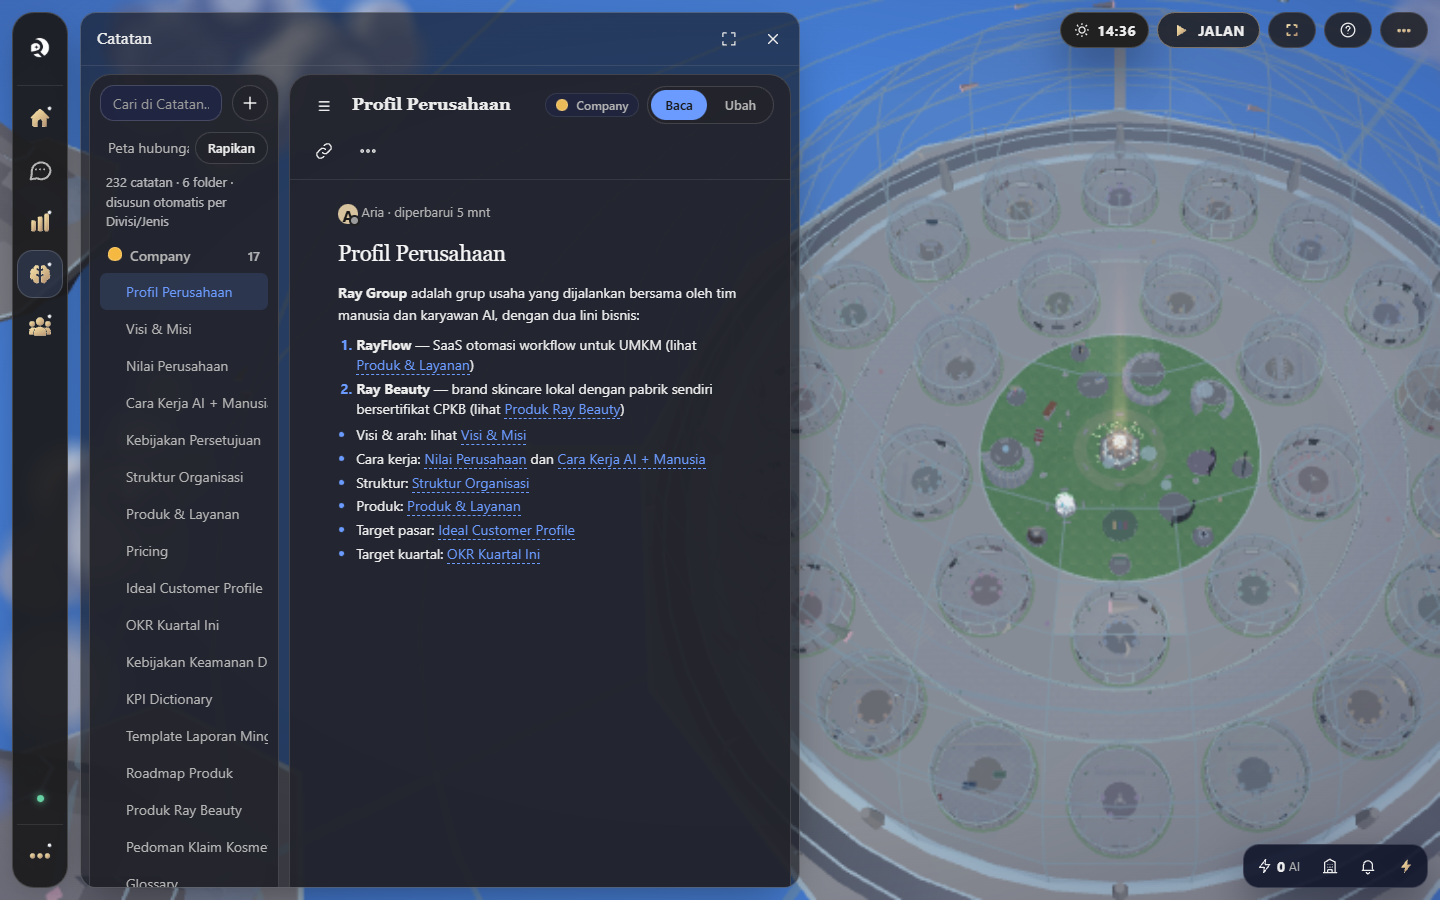 Catatan
14:36
JALAN
Cari di Catatan..
Rapikan
232 catatan · 6 folder ·
disusun otomatis per
Divisi/Jenis
Company 17
Profil Perusahaan
Visi & Misi
Nilai Perusahaan
Cara Kerja AI + Manusi
Kebijakan Persetujuan
Struktur Organisasi
Produk & Layanan
Pricing
Ideal Customer Profile
OKR Kuartal Ini
Kebijakan Keamanan D
KPI Dictionary
Template Laporan Ming
Roadmap Produk
Produk Ray Beauty
Pedoman Klaim Kosme
Glossary
Profil Perusahaan
Company
Baca
Ubah
A Aria · diperbarui 5 mnt
Profil Perusahaan
Ray Group adalah grup usaha yang dijalankan bersama oleh tim
manusia dan karyawan AI, dengan dua lini bisnis:
1. RayFlow — SaaS otomasi workflow untuk UMKM (lihat
Produk & Layanan)
2. Ray Beauty — brand skincare lokal dengan pabrik sendiri
bersertifikat CPKB (lihat Produk Ray Beauty)
• Visi & arah: lihat Visi & Misi
• Cara kerja: Nilai Perusahaan dan Cara Kerja AI + Manusia
• Struktur: Struktur Organisasi
• Produk: Produk & Layanan
• Target pasar: Ideal Customer Profile
• Target kuartal: OKR Kuartal Ini
0 AI